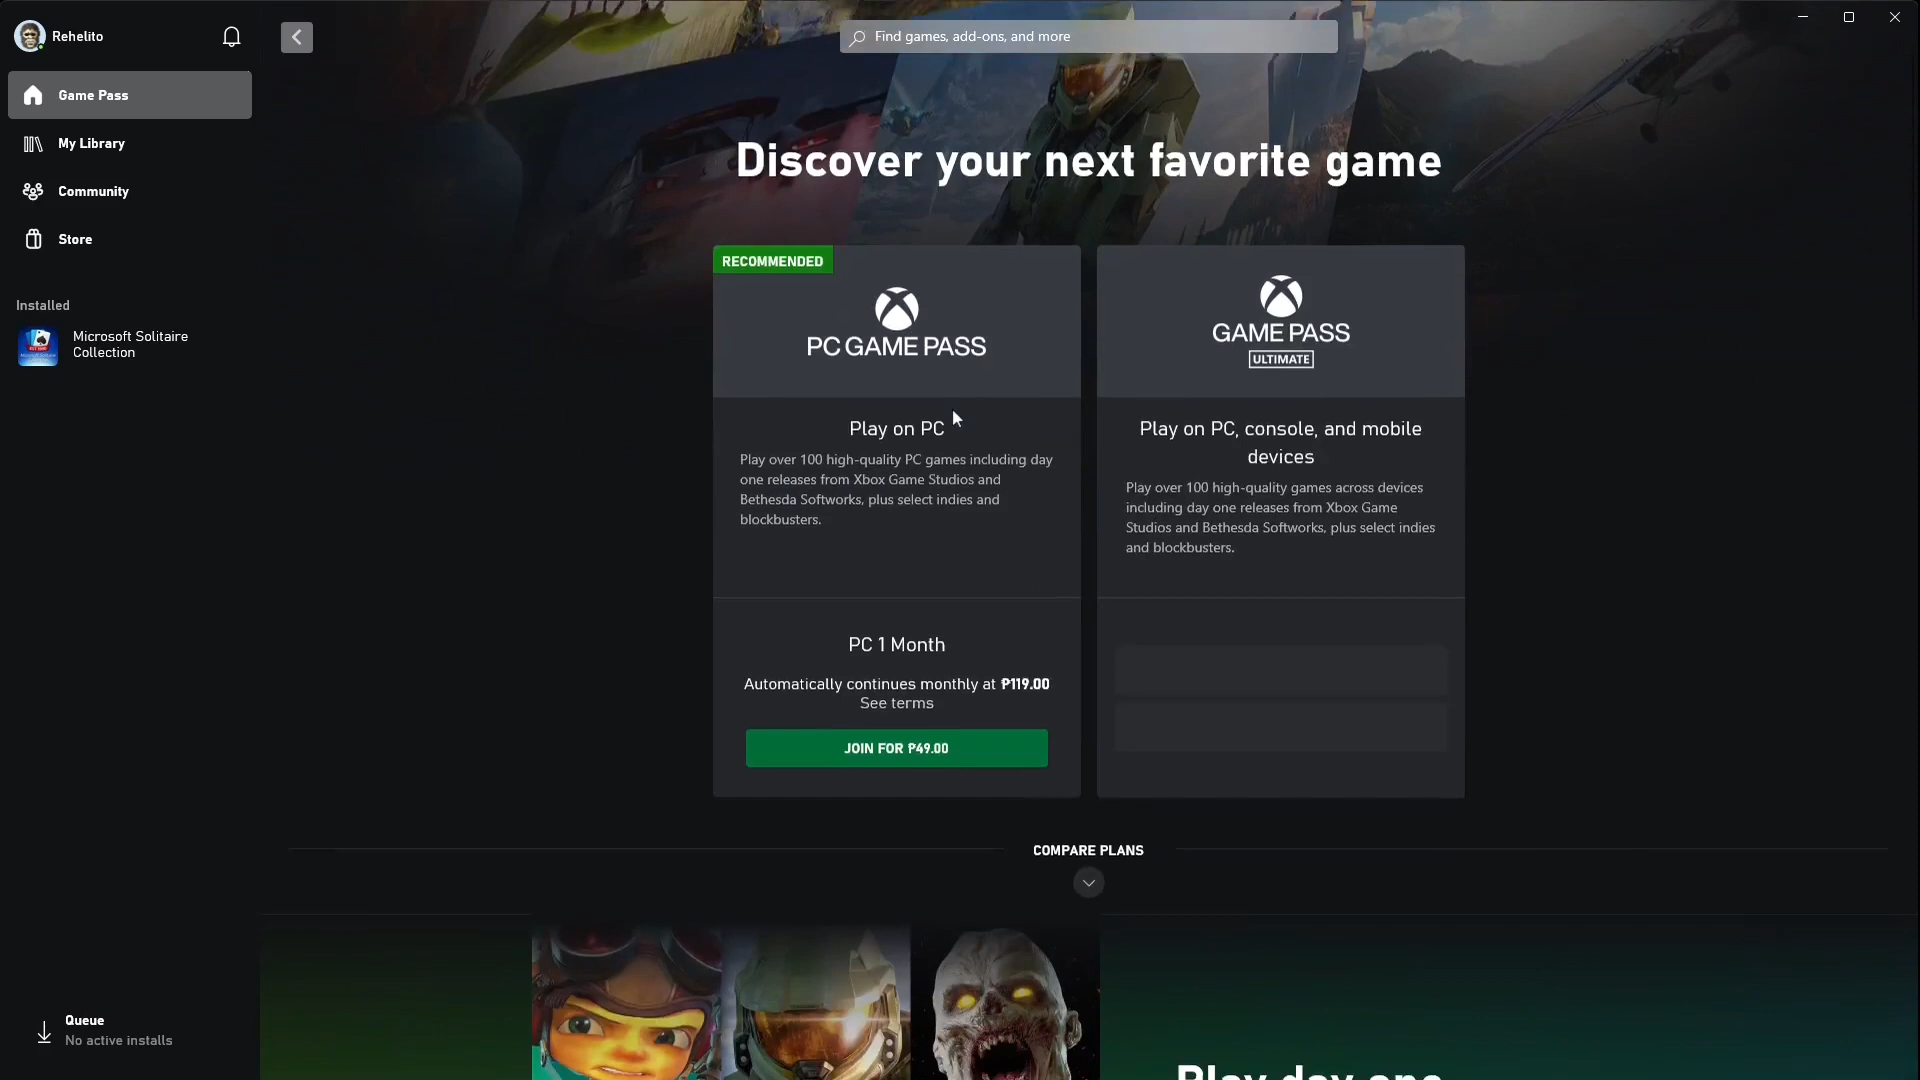 Rehelito
Find games, add-ons, and more
Game Pass
My Library
Community
Store
Installed
Microsoft Solitaire
Collection
Discover your next favorite game
RECOMMENDED
PC GAME PASS
Play on PC
Play over 100 high-quality PC games including day
one releases from Xbox Game Studios and
Bethesda Softworks, plus select indies and
blockbusters.
PC 1 Month
Automatically continues monthly at ₱119.00
See terms
JOIN FOR ₱49.00
GAME PASS
ULTIMATE
Play on PC, console, and mobile
devices
Play over 100 high-quality games across devices
including day one releases from Xbox Game
Studios and Bethesda Softworks, plus select indies
and blockbusters.
COMPARE PLANS
Play day one
Queue
No active installs